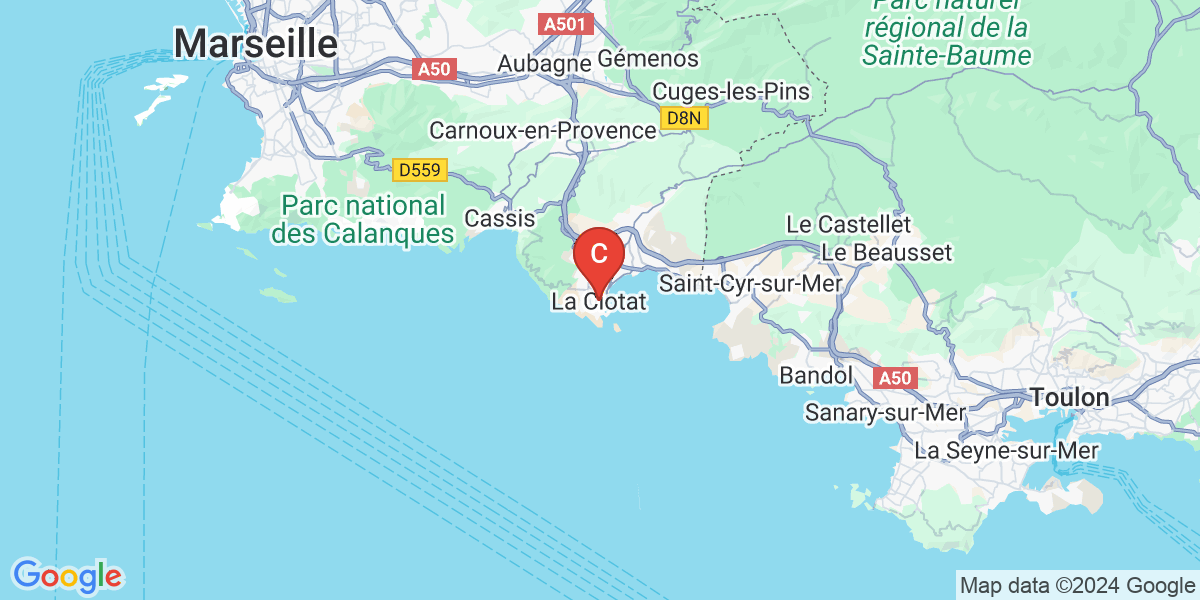 Parc naturel
régional de la
Sainte-Baume
A501
Marseille
Aubagne
Gémenos
A50
Cuges-les-Pins
D8N
Carnoux-en-Provence
D559
Parc national
des Calanques
Cassis
Le Castellet
Le Beausset
C
La Ciotat
Saint-Cyr-sur-Mer
Bandol
A50
Toulon
Sanary-sur-Mer
La Seyne-sur-Mer
Google
Map data ©2024 Google